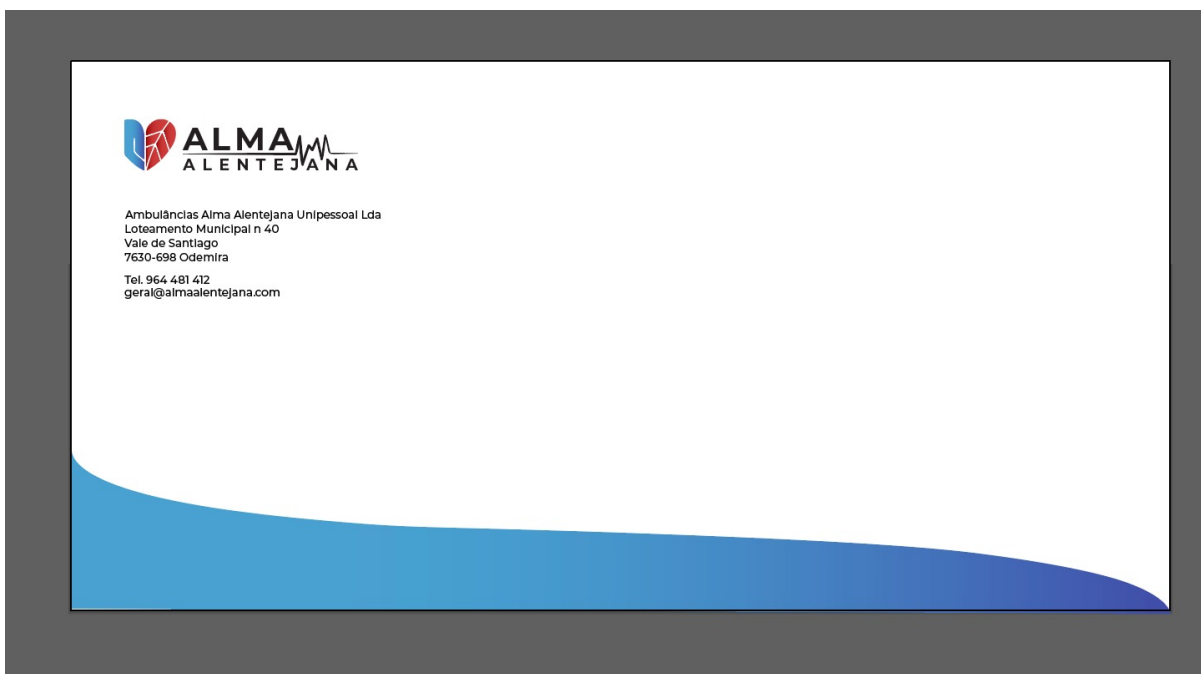 ALMA
ALENTEJANA
Ambulâncias Alma Alentejana Unipessoal Lda
Loteamento Municipal n 40
Vale de Santiago
7630-698 Odemira
Tel. 964 481 412
geral@almaalentejana.com